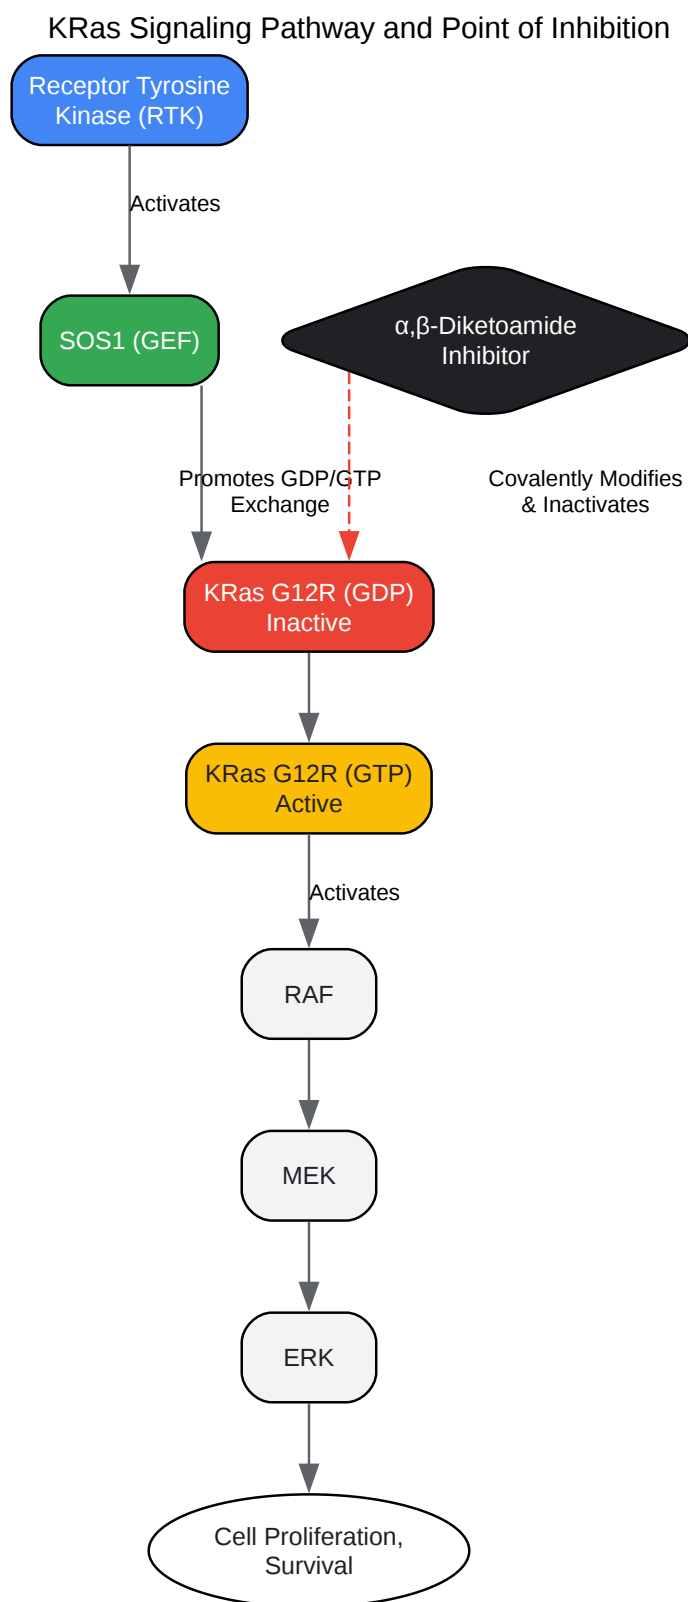 KRas Signaling Pathway and Point of Inhibition
Receptor Tyrosine
Kinase (RTK)
Activates
SOS1 (GEF)
α,β-Diketoamide
Inhibitor
Promotes GDP/GTP
Exchange
Covalently Modifies
& Inactivates
KRas G12R (GDP)
Inactive
KRas G12R (GTP)
Active
Activates
RAF
MEK
ERK
Cell Proliferation,
Survival